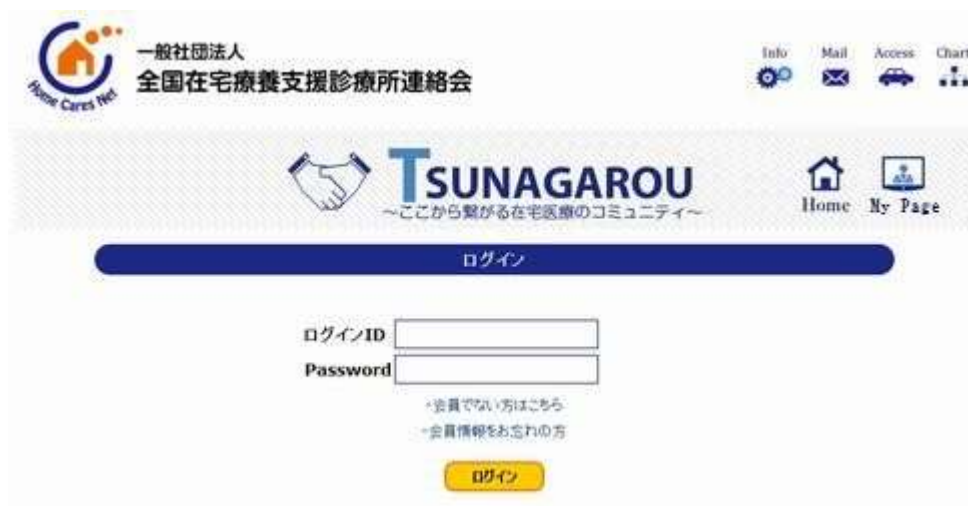 一般社団法人
全国在宅療養支援診療所連絡会
Home Cares Net
Info Mail Access Chart
TSUNAGAROU
～ここから繋がる在宅医療のコミュニティ～
Home My Page
ログイン
ログインID
Password
・会員でない方はこちら
・会員情報をお忘れの方
ログイン